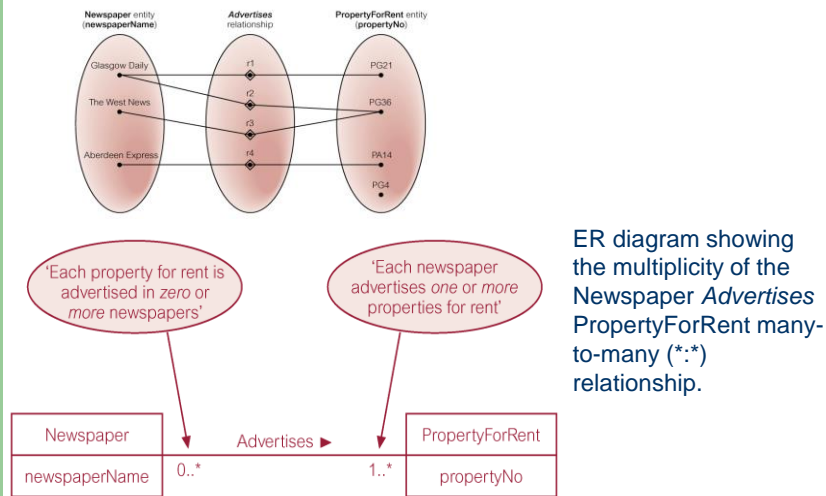 Newspaper entity
(newspaperName)
Advertises
relationship
PropertyForRent entity
(propertyNo)
Glasgow Daily
r1
PG21
The West News
r2
PG36
r3
Aberdeen Express
r4
PA14
PG4
'Each property for rent is
advertised in zero or
more newspapers'
'Each newspaper
advertises one or more
properties for rent'
ER diagram showing
the multiplicity of the
Newspaper Advertises
PropertyForRent many-
to-many (*:*)
relationship.
Newspaper
Advertises ►
PropertyForRent
newspaperName
0..*
1..*
propertyNo